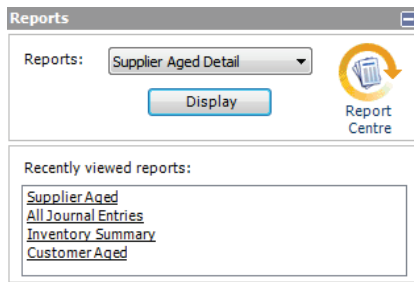 Reports
Reports:
Supplier Aged Detail
Display
Report
Centre
Recently viewed reports:
Supplier Aged
All Journal Entries
Inventory Summary
Customer Aged